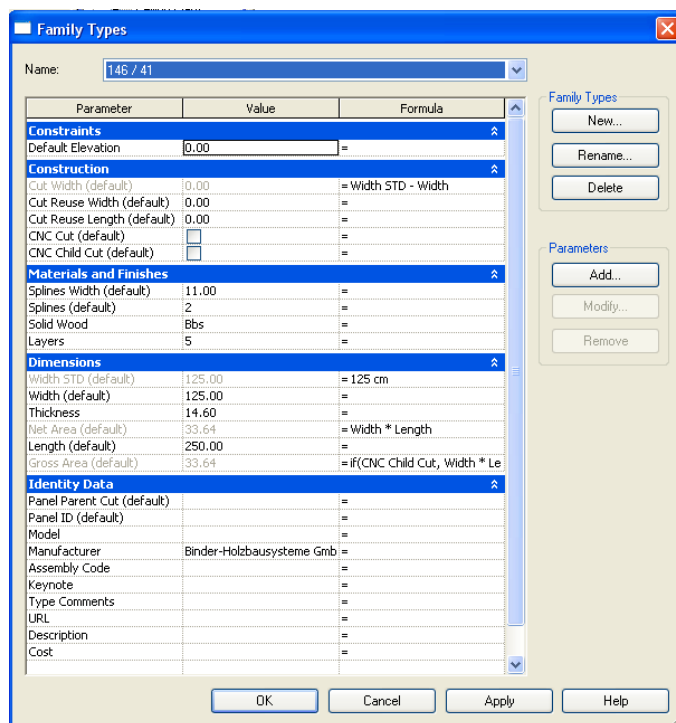 Family Types
Name: 146 / 41
Parameter Value Formula
Constraints
Default Elevation 0.00 =
Construction
Cut Width (default) 0.00 = Width STD - Width
Cut Reuse Width (default) 0.00 =
Cut Reuse Length (default) 0.00 =
CNC Cut (default) =
CNC Child Cut (default) =
Materials and Finishes
Splines Width (default) 11.00 =
Splines (default) 2 =
Solid Wood Bbs =
Layers 5 =
Dimensions
Width STD (default) 125.00 = 125 cm
Width (default) 125.00 =
Thickness 14.60 =
Net Area (default) 33.64 = Width * Length
Length (default) 250.00 =
Gross Area (default) 33.64 = if(CNC Child Cut, Width * Le
Identity Data
Panel Parent Cut (default) =
Panel ID (default) =
Model =
Manufacturer Binder-Holzbausysteme Gmb =
Assembly Code =
Keynote =
Type Comments =
URL =
Description =
Cost =
Family Types
New...
Rename...
Delete
Parameters
Add...
Modify...
Remove
OK Cancel Apply Help